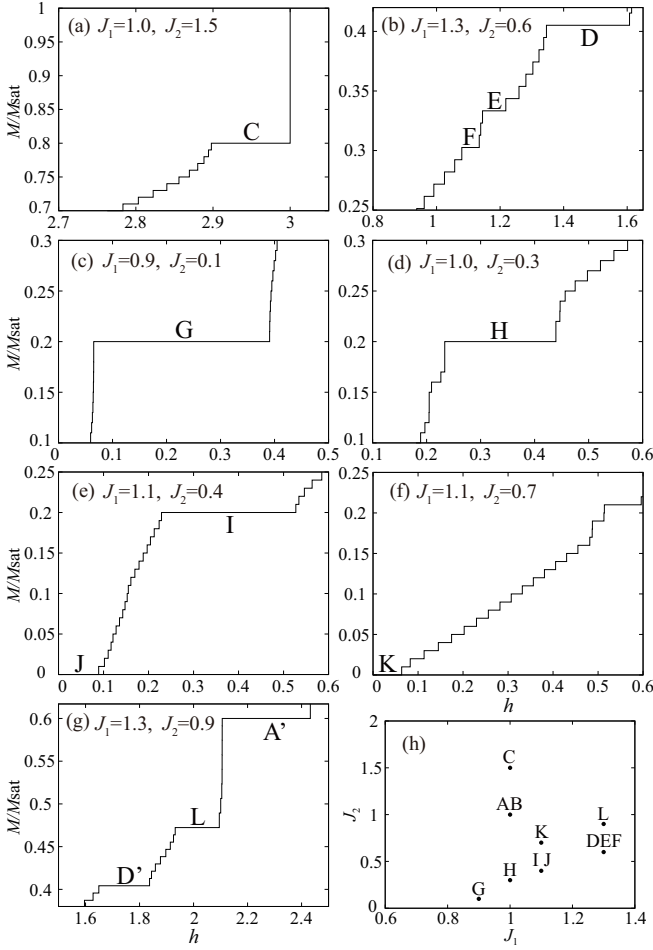 (a) J₁=1.0, J₂=1.5
C
M/Msat
1
0.95
0.9
0.85
0.8
0.75
0.7
2.7
2.8
2.9
3
(b) J₁=1.3, J₂=0.6
D
E
F
0.4
0.35
0.3
0.25
0.8
1
1.2
1.4
1.6
(c) J₁=0.9, J₂=0.1
G
M/Msat
0.3
0.25
0.2
0.15
0.1
0
0.1
0.2
0.3
0.4
0.5
(d) J₁=1.0, J₂=0.3
H
0.3
0.25
0.2
0.15
0.1
0.1
0.2
0.3
0.4
0.5
0.6
(e) J₁=1.1, J₂=0.4
I
J
M/Msat
0.25
0.2
0.15
0.1
0.05
0
0
0.1
0.2
0.3
0.4
0.5
0.6
(f) J₁=1.1, J₂=0.7
K
0.25
0.2
0.15
0.1
0.05
0
0
0.1
0.2
0.3
0.4
0.5
0.6
h
(g) J₁=1.3, J₂=0.9
A’
L
D’
M/Msat
0.6
0.5
0.4
1.6
1.8
2
2.2
2.4
h
(h)
C
AB
K
L
DEF
I J
H
G
J₂
2
1.5
1
0.5
0
0.6
0.8
1
1.2
1.4
J₁